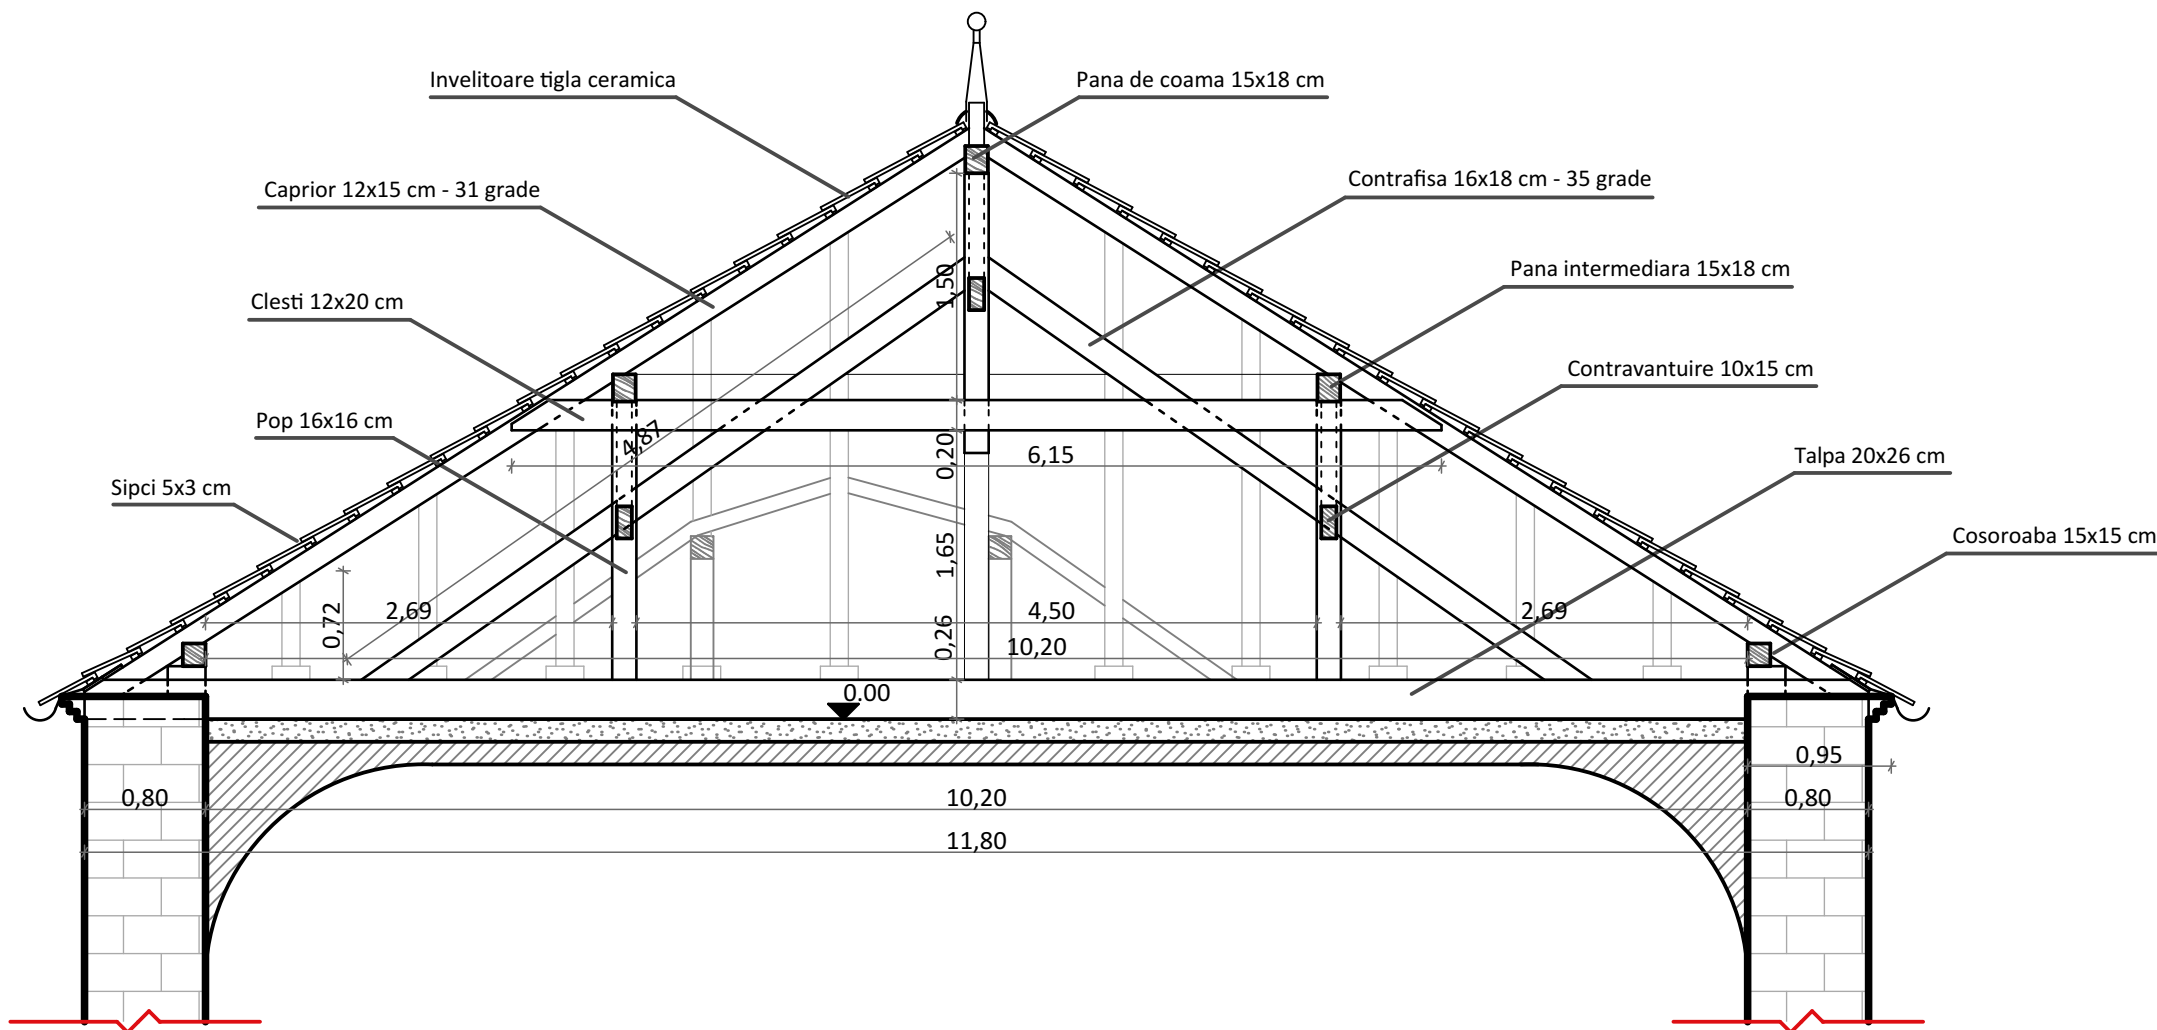 Invelitoare tigla ceramica
Pana de coama 15x18 cm
Caprior 12x15 cm - 31 grade
Contrafisa 16x18 cm - 35 grade
Clesti 12x20 cm
Pana intermediara 15x18 cm
1,50
Contravantuire 10x15 cm
Pop 16x16 cm
4,87
0,20
6,15
Talpa 20x26 cm
Sipci 5x3 cm
1,65
Cosoroaba 15x15 cm
0,72
2,69
0,26
4,50
2,69
10,20
0.00
0,95
0,80
10,20
0,80
11,80